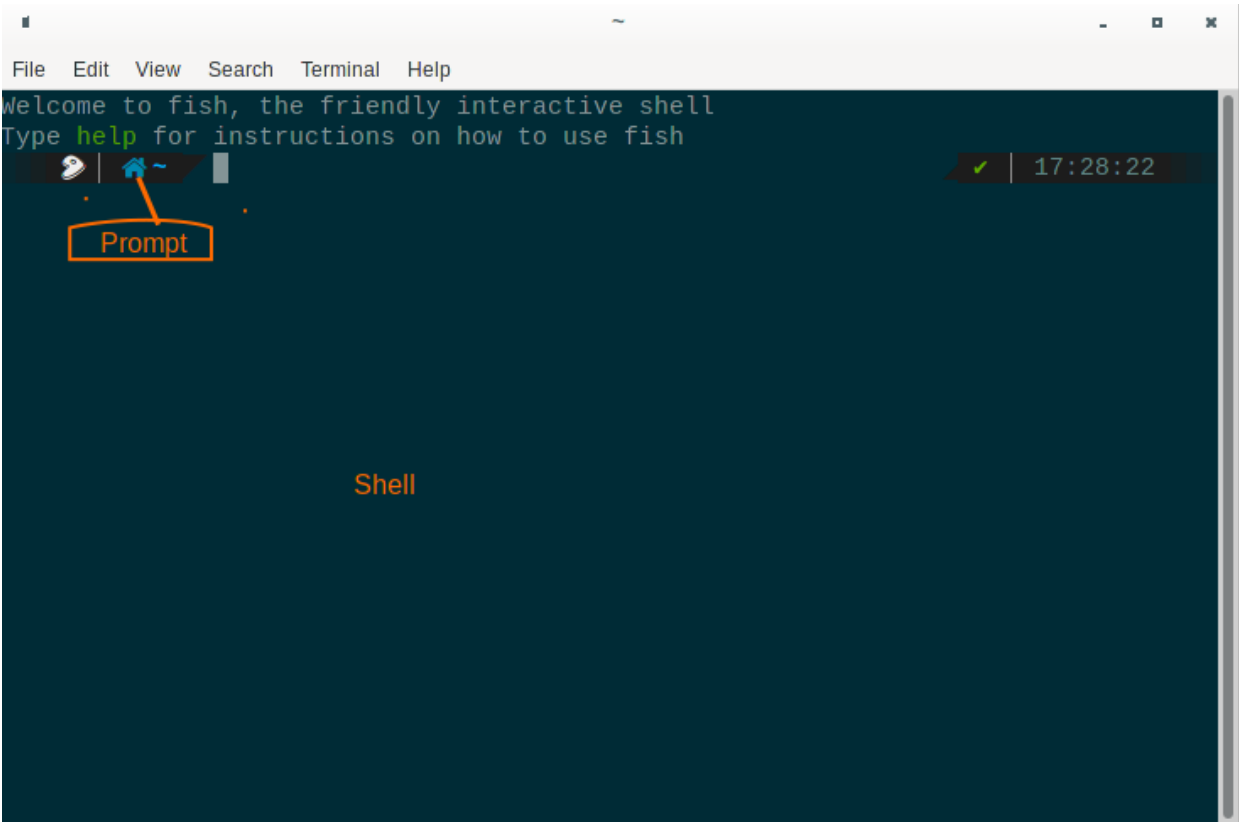 ~
File Edit View Search Terminal Help
Welcome to fish, the friendly interactive shell
Type help for instructions on how to use fish
~ ✔ 17:28:22
Prompt
Shell